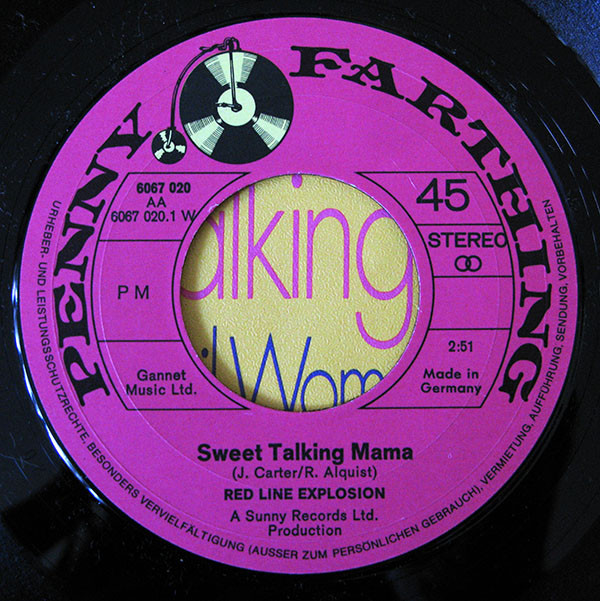 PENNY FARTHING
6067 020
AA
6067 020.1 W
45
STEREO
PM
2:51
Gannet
Music Ltd.
Made in
Germany
alking
Wom
Sweet Talking Mama
(J. Carter/R. Alquist)
RED LINE EXPLOSION
A Sunny Records Ltd.
Production
URHEBER- UND LEISTUNGSSCHUTZRECHTE, BESONDERS VERVIELFÄLTIGUNG (AUSSER ZUM PERSÖNLICHEN GEBRAUCH), VERMIETUNG, AUFFÜHRUNG, SENDUNG, VORBEHALTEN